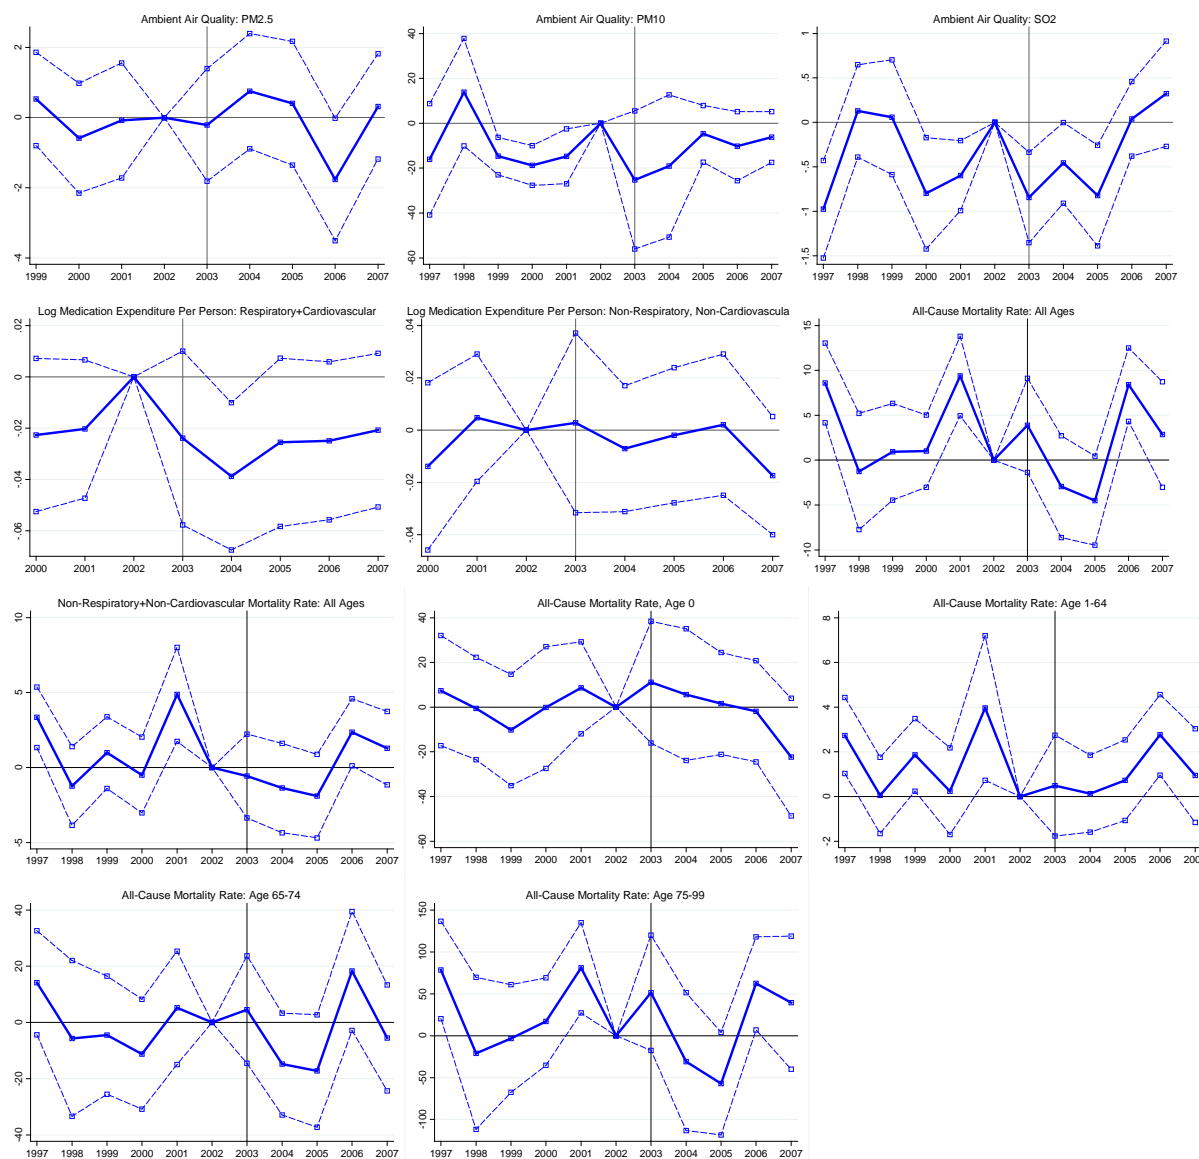 Ambient Air Quality: PM2.5
2
0
-2
-4
1999 2000 2001 2002 2003 2004 2005 2006 2007
Ambient Air Quality: PM10
40
20
0
-20
-40
-60
1997 1998 1999 2000 2001 2002 2003 2004 2005 2006 2007
Ambient Air Quality: SO2
1
.5
0
-.5
-1
-1.5
1997 1998 1999 2000 2001 2002 2003 2004 2005 2006 2007
Log Medication Expenditure Per Person: Respiratory+Cardiovascular
.02
0
-.02
-.04
-.06
2000 2001 2002 2003 2004 2005 2006 2007
Log Medication Expenditure Per Person: Non-Respiratory, Non-Cardiovascula
.04
.02
0
-.02
-.04
2000 2001 2002 2003 2004 2005 2006 2007
All-Cause Mortality Rate: All Ages
15
10
5
0
-5
-10
1997 1998 1999 2000 2001 2002 2003 2004 2005 2006 2007
Non-Respiratory+Non-Cardiovascular Mortality Rate: All Ages
10
5
0
-5
1997 1998 1999 2000 2001 2002 2003 2004 2005 2006 2007
All-Cause Mortality Rate, Age 0
40
20
0
-20
-40
-60
1997 1998 1999 2000 2001 2002 2003 2004 2005 2006 2007
All-Cause Mortality Rate: Age 1-64
8
6
4
2
0
-2
1997 1998 1999 2000 2001 2002 2003 2004 2005 2006 200
All-Cause Mortality Rate: Age 65-74
40
20
0
-20
-40
1997 1998 1999 2000 2001 2002 2003 2004 2005 2006 2007
All-Cause Mortality Rate: Age 75-99
150
100
50
0
-50
-100
1997 1998 1999 2000 2001 2002 2003 2004 2005 2006 2007